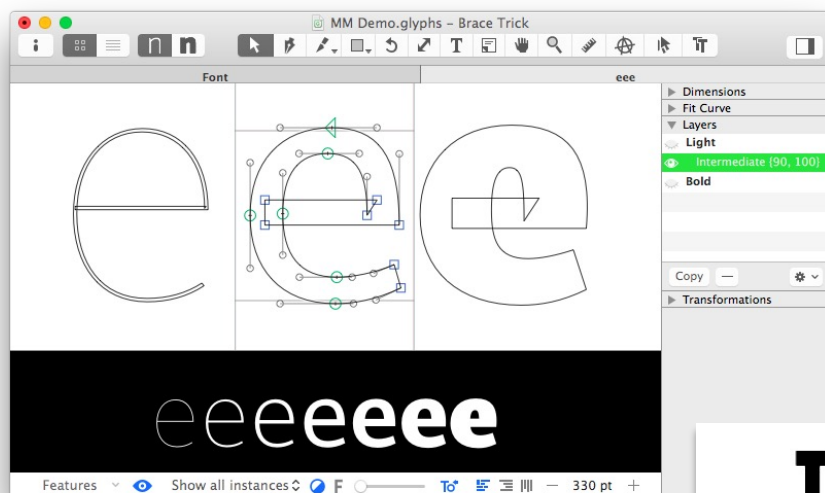 MM Demo.glyphs – Brace Trick
n n T
Font
eee
Dimensions
Fit Curve
Layers
Light
Intermediate {90, 100}
Bold
e e e
Copy
Transformations
eeeeeee
Features
Show all instances
F
330 pt